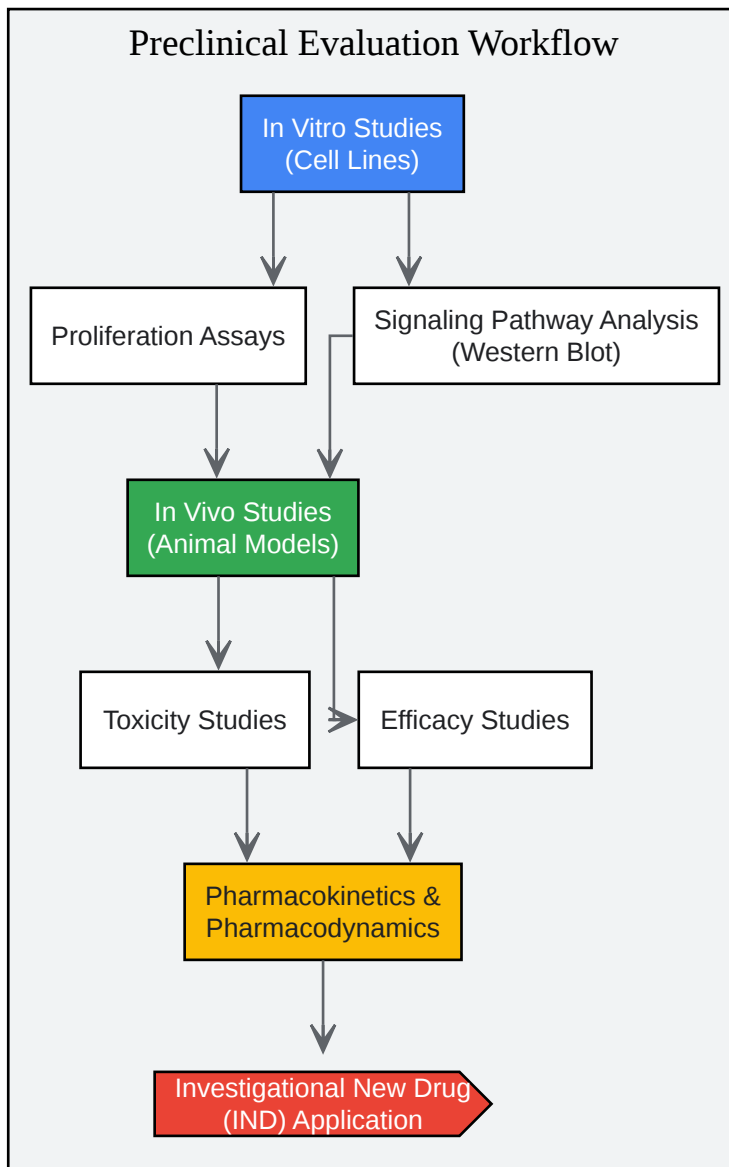 Preclinical Evaluation Workflow
In Vitro Studies
(Cell Lines)
Proliferation Assays
Signaling Pathway Analysis
(Western Blot)
In Vivo Studies
(Animal Models)
Toxicity Studies
Efficacy Studies
Pharmacokinetics &
Pharmacodynamics
Investigational New Drug
(IND) Application